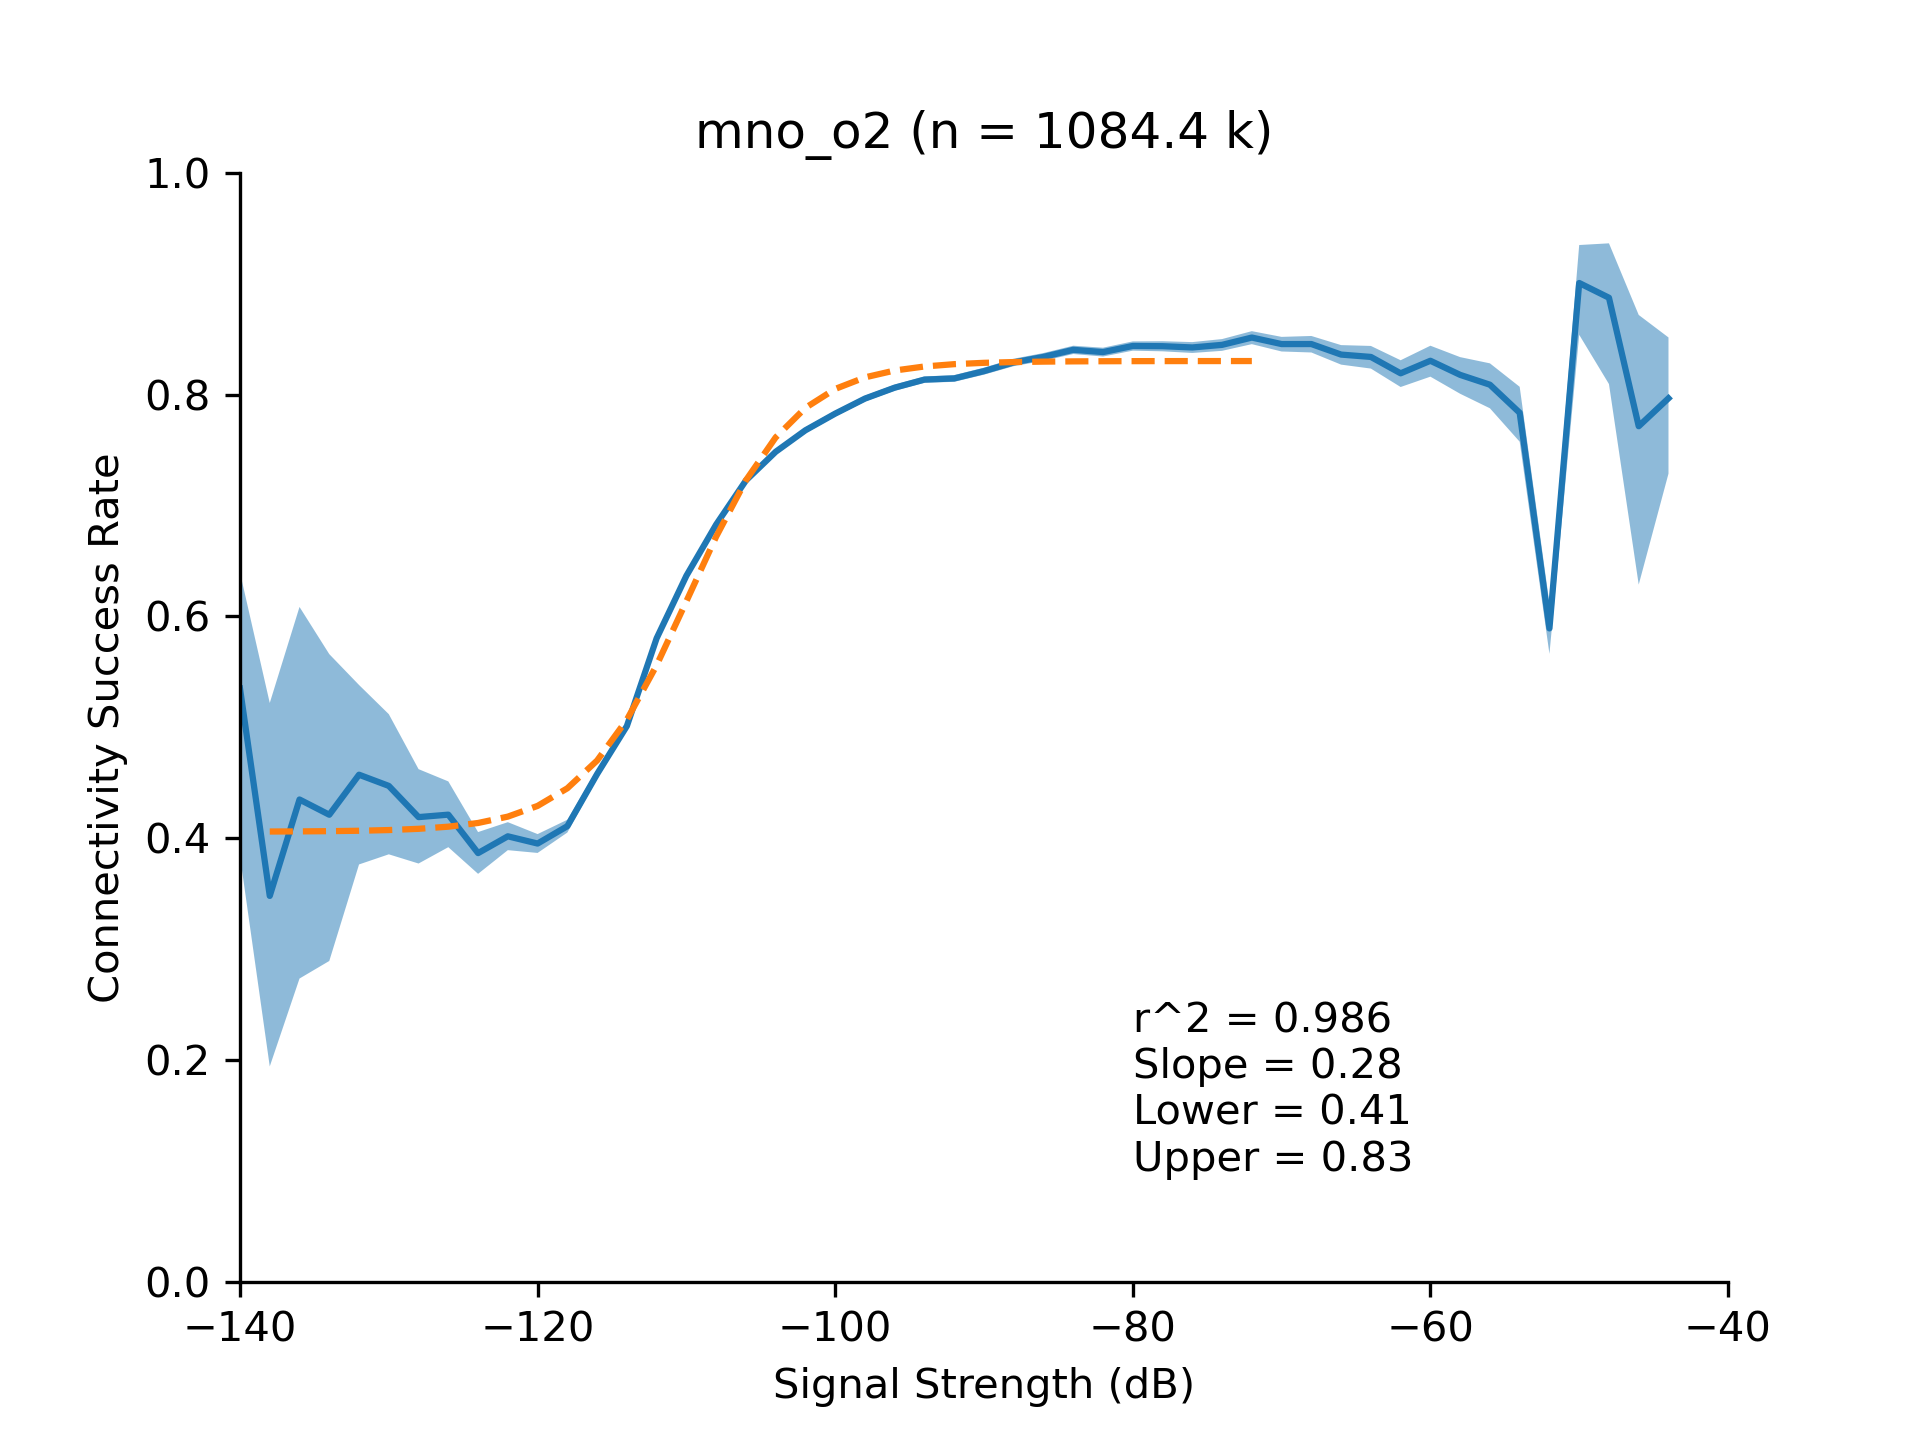 mno_o2 (n = 1084.4 k)
1.0
0.8
0.6
0.4
0.2
0.0
Connectivity Success Rate
r^2 = 0.986
Slope = 0.28
Lower = 0.41
Upper = 0.83
−140 −120 −100 −80 −60 −40
Signal Strength (dB)